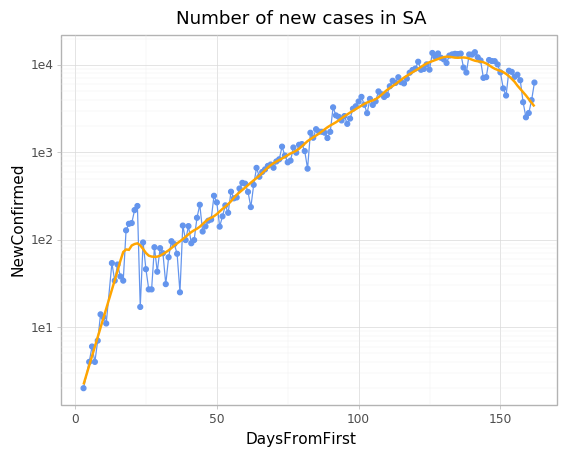 Number of new cases in SA
NewConfirmed
1e4
1e3
1e2
1e1
0
50
100
150
DaysFromFirst